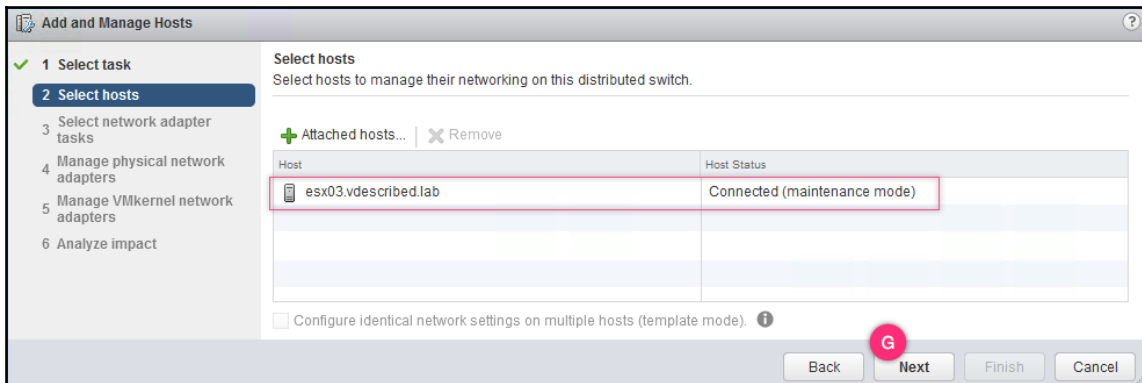 Add and Manage Hosts
?
1 Select task
2 Select hosts
3 Select network adapter
tasks
4 Manage physical network
adapters
5 Manage VMkernel network
adapters
6 Analyze impact
Select hosts
Select hosts to manage their networking on this distributed switch.
Attached hosts... Remove
Host Host Status
esx03.vdescribed.lab Connected (maintenance mode)
Configure identical network settings on multiple hosts (template mode). i
G
Back Next Finish Cancel